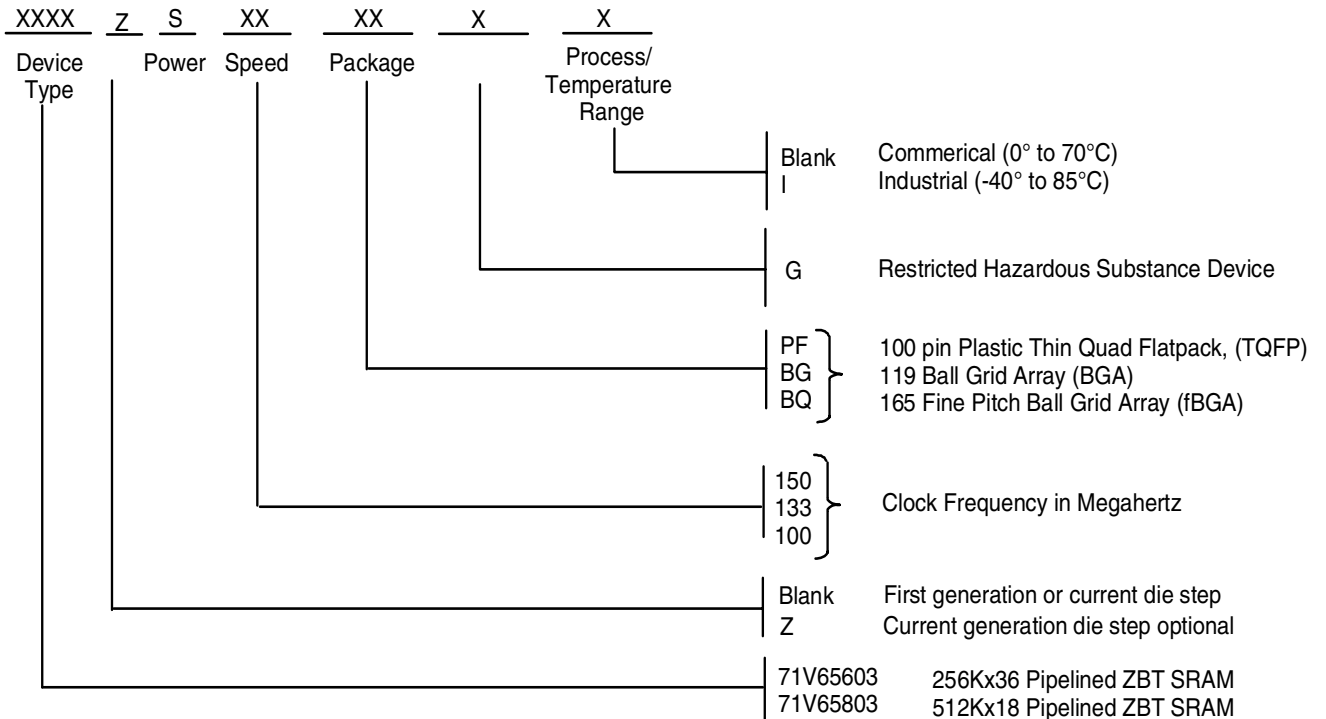 XXXX Z S XX XX X X
Device Type Power Speed Package Process/ Temperature Range
Blank Commerical (0° to 70°C)
I Industrial (-40° to 85°C)
G Restricted Hazardous Substance Device
PF 100 pin Plastic Thin Quad Flatpack, (TQFP)
BG 119 Ball Grid Array (BGA)
BQ 165 Fine Pitch Ball Grid Array (fBGA)
150
133 Clock Frequency in Megahertz
100
Blank First generation or current die step
Z Current generation die step optional
71V65603 256Kx36 Pipelined ZBT SRAM
71V65803 512Kx18 Pipelined ZBT SRAM